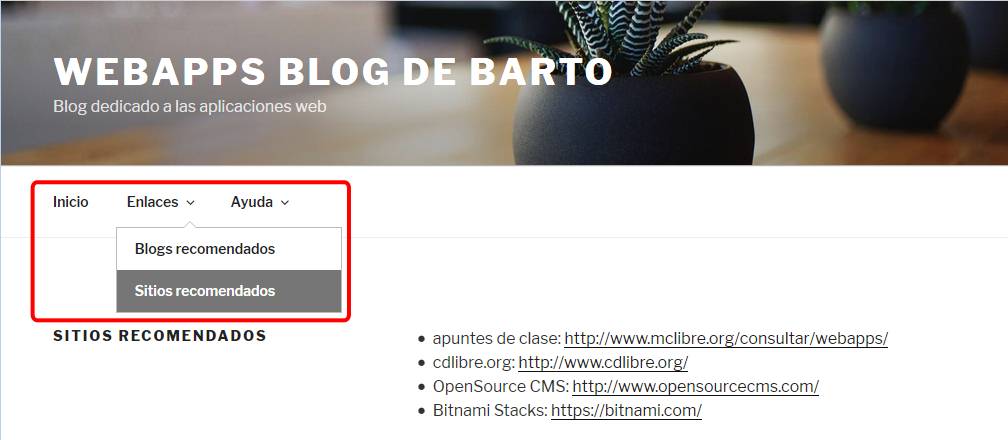 WEBAPPS BLOG DE BARTO
Blog dedicado a las aplicaciones web
Inicio Enlaces Ayuda
Blogs recomendados
Sitios recomendados
SITIOS RECOMENDADOS
apuntes de clase: http://www.mclibre.org/consultar/webapps/
cdlibre.org: http://www.cdlibre.org/
OpenSource CMS: http://www.opensourcecms.com/
Bitnami Stacks: https://bitnami.com/